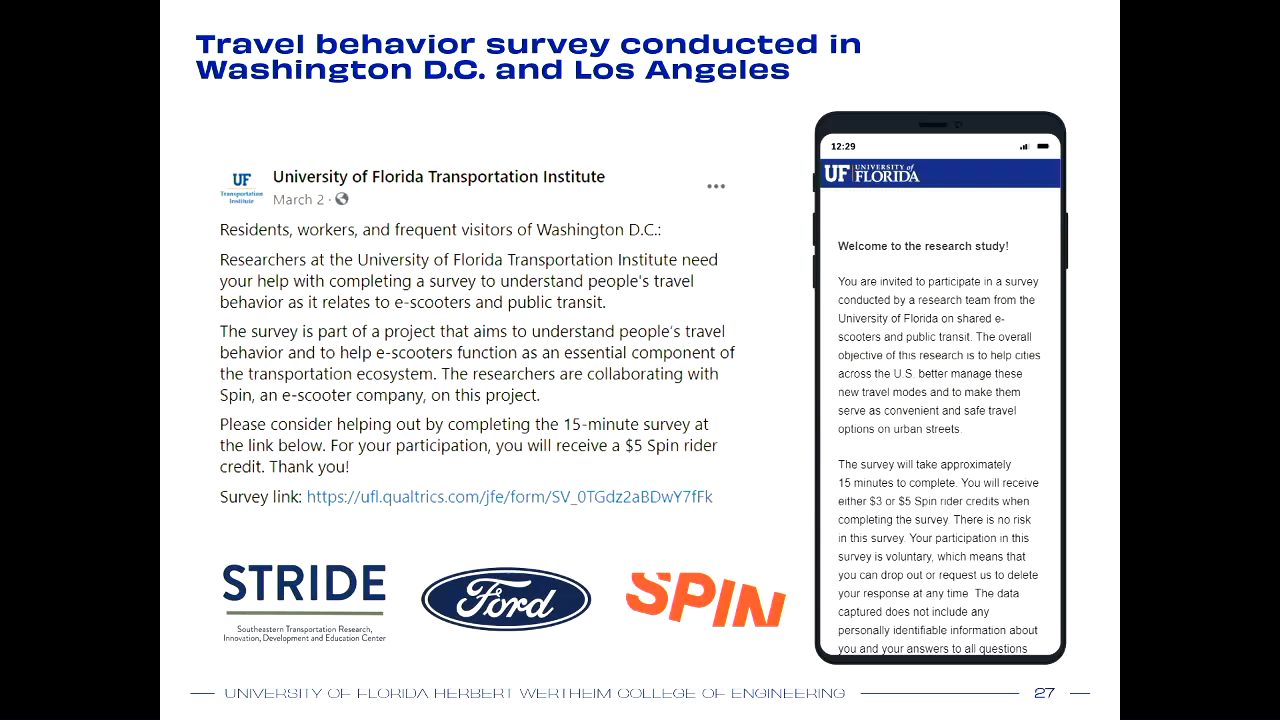 Travel behavior survey conducted in
Washington D.C. and Los Angeles
UF
Transportation
Institute
University of Florida Transportation Institute
March 2 ·
Residents, workers, and frequent visitors of Washington D.C.:
Researchers at the University of Florida Transportation Institute need
your help with completing a survey to understand people's travel
behavior as it relates to e-scooters and public transit.
The survey is part of a project that aims to understand people's travel
behavior and to help e-scooters function as an essential component of
the transportation ecosystem. The researchers are collaborating with
Spin, an e-scooter company, on this project.
Please consider helping out by completing the 15-minute survey at
the link below. For your participation, you will receive a $5 Spin rider
credit. Thank you!
Survey link: https://ufl.qualtrics.com/jfe/form/SV_0TGdz2aBDwY7fFk
STRIDE
Southeastern Transportation Research,
Innovation, Development and Education Center
Ford
SPIN
12:29
UF UNIVERSITY of
FLORIDA
Welcome to the research study!
You are invited to participate in a survey
conducted by a research team from the
University of Florida on shared e-
scooters and public transit. The overall
objective of this research is to help cities
across the U.S. better manage these
new travel modes and to make them
serve as convenient and safe travel
options on urban streets.
The survey will take approximately
15 minutes to complete. You will receive
either $3 or $5 Spin rider credits when
completing the survey. There is no risk
in this survey. Your participation in this
survey is voluntary, which means that
you can drop out or request us to delete
your response at any time. The data
captured does not include any
personally identifiable information about
you and your answers to all questions
UNIVERSITY OF FLORIDA HERBERT WERTHEIM COLLEGE OF ENGINEERING
27